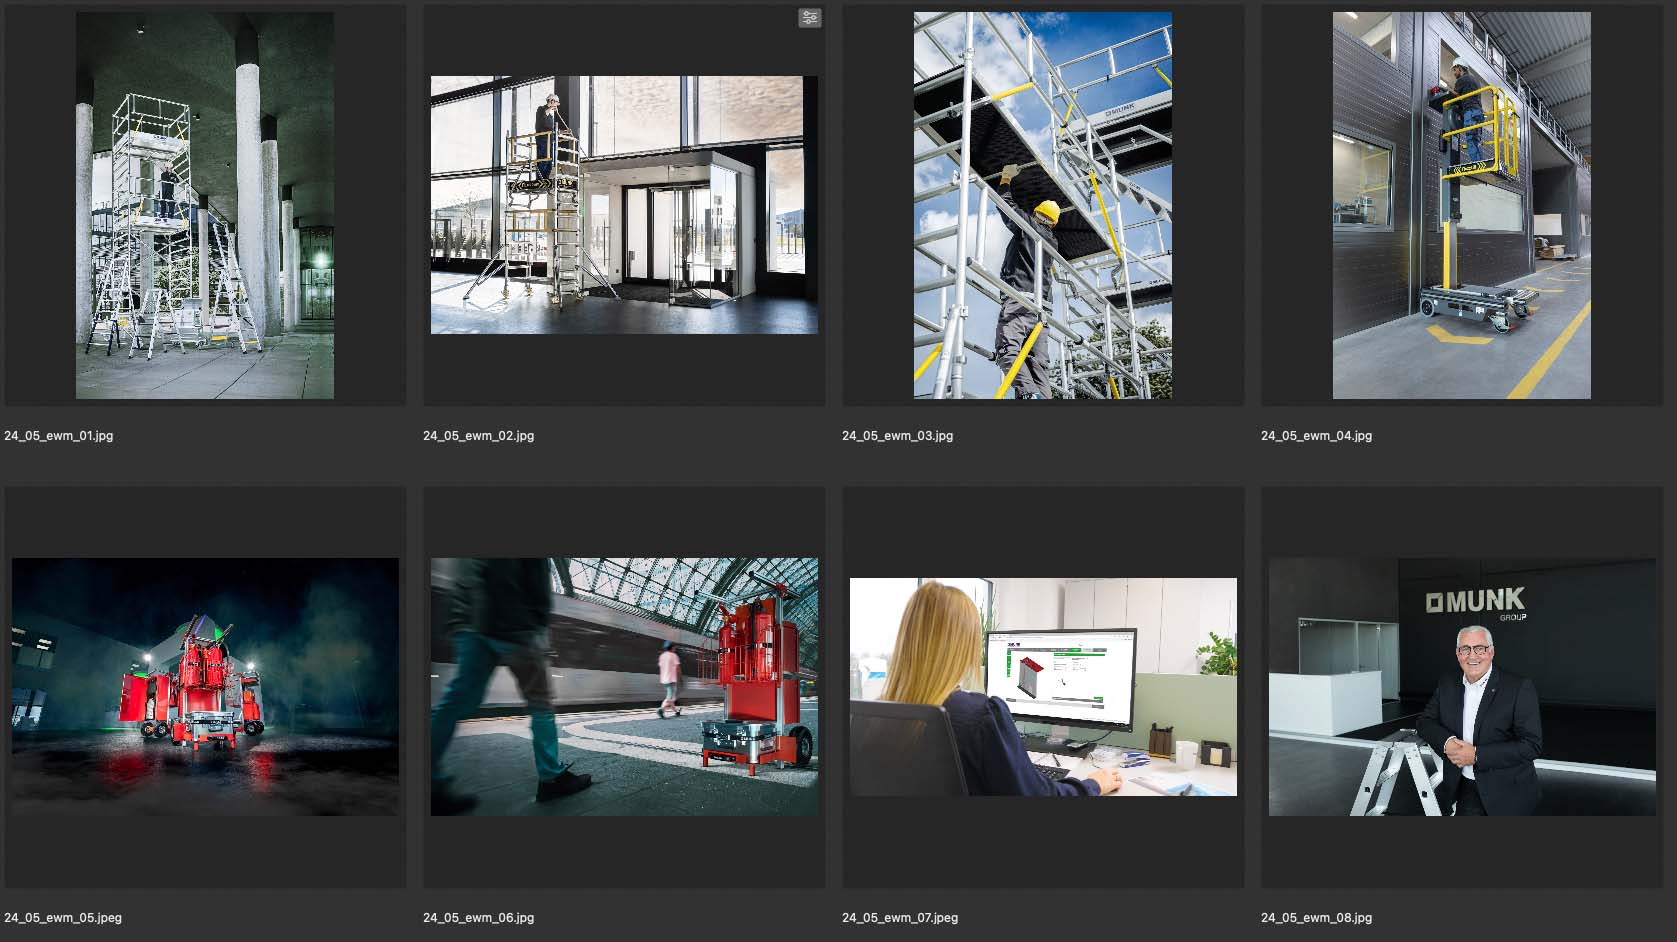 MUNK
24_05_ewm_01.jpg
24_05_ewm_02.jpg
24_05_ewm_03.jpg
24_05_ewm_04.jpg
MUNK
GROUP
24_05_ewm_05.jpeg
24_05_ewm_06.jpg
24_05_ewm_07.jpeg
24_05_ewm_08.jpg